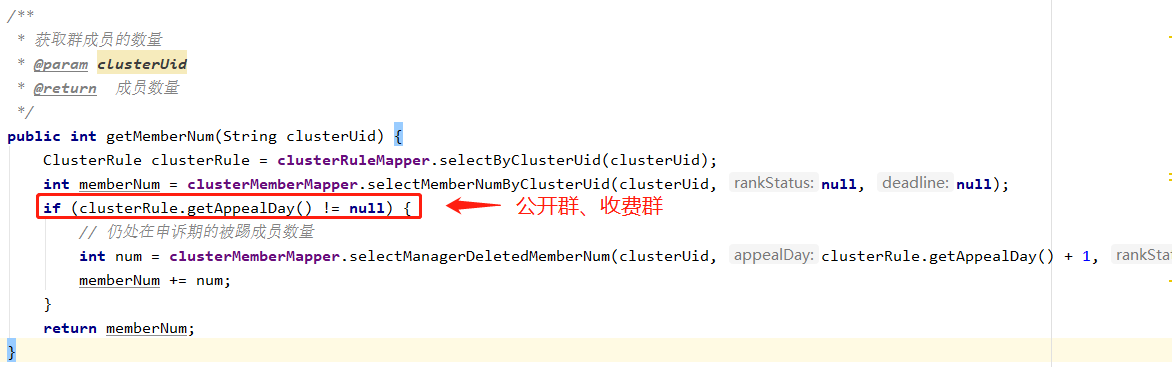 /**
* 获取群成员的数量
* @param clusterUid
* @return 成员数量
*/
public int getMemberNum(String clusterUid) {
ClusterRule clusterRule = clusterRuleMapper.selectByClusterUid(clusterUid);
int memberNum = clusterMemberMapper.selectMemberNumByClusterUid(clusterUid, rankStatus: null, deadline: null);
if (clusterRule.getAppealDay() != null) { 公开群、收费群
// 仍处在申诉期的被踢成员数量
int num = clusterMemberMapper.selectManagerDeletedMemberNum(clusterUid, appealDay: clusterRule.getAppealDay() + 1, rankSta
memberNum += num;
}
return memberNum;
}